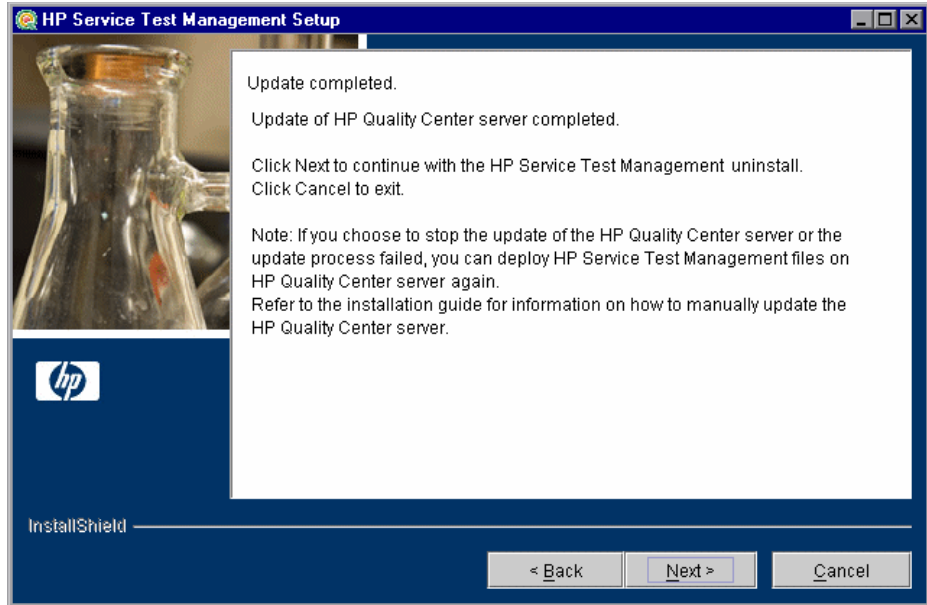 HP Service Test Management Setup
Update completed.
Update of HP Quality Center server completed.
Click Next to continue with the HP Service Test Management uninstall.
Click Cancel to exit.
Note: If you choose to stop the update of the HP Quality Center server or the
update process failed, you can deploy HP Service Test Management files on
HP Quality Center server again.
Refer to the installation guide for information on how to manually update the
HP Quality Center server.
hp
InstallShield
< Back
Next >
Cancel